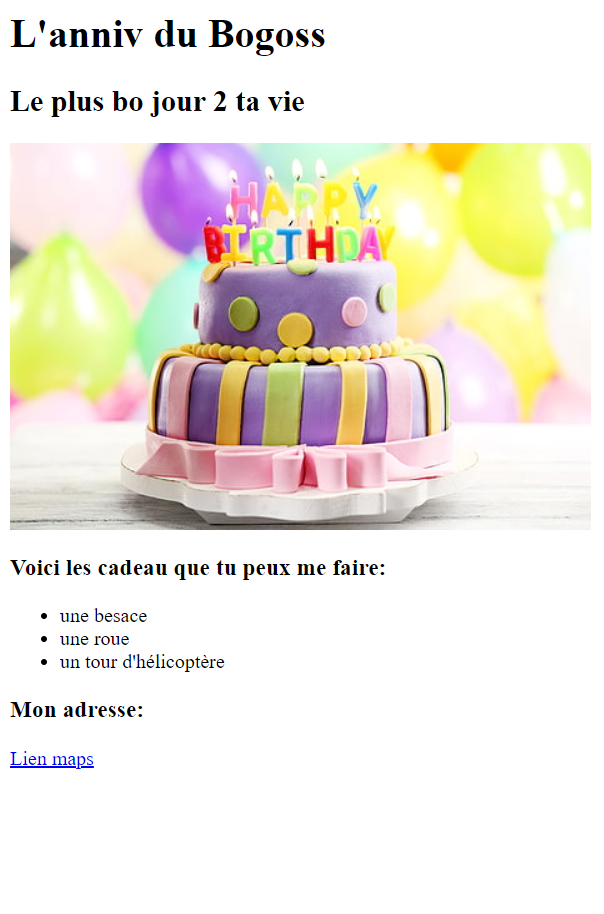 L'anniv du Bogoss
Le plus bo jour 2 ta vie
HAPPY
BIRTHDAY
Voici les cadeau que tu peux me faire:
une besace
une roue
un tour d'hélicoptère
Mon adresse:
Lien maps